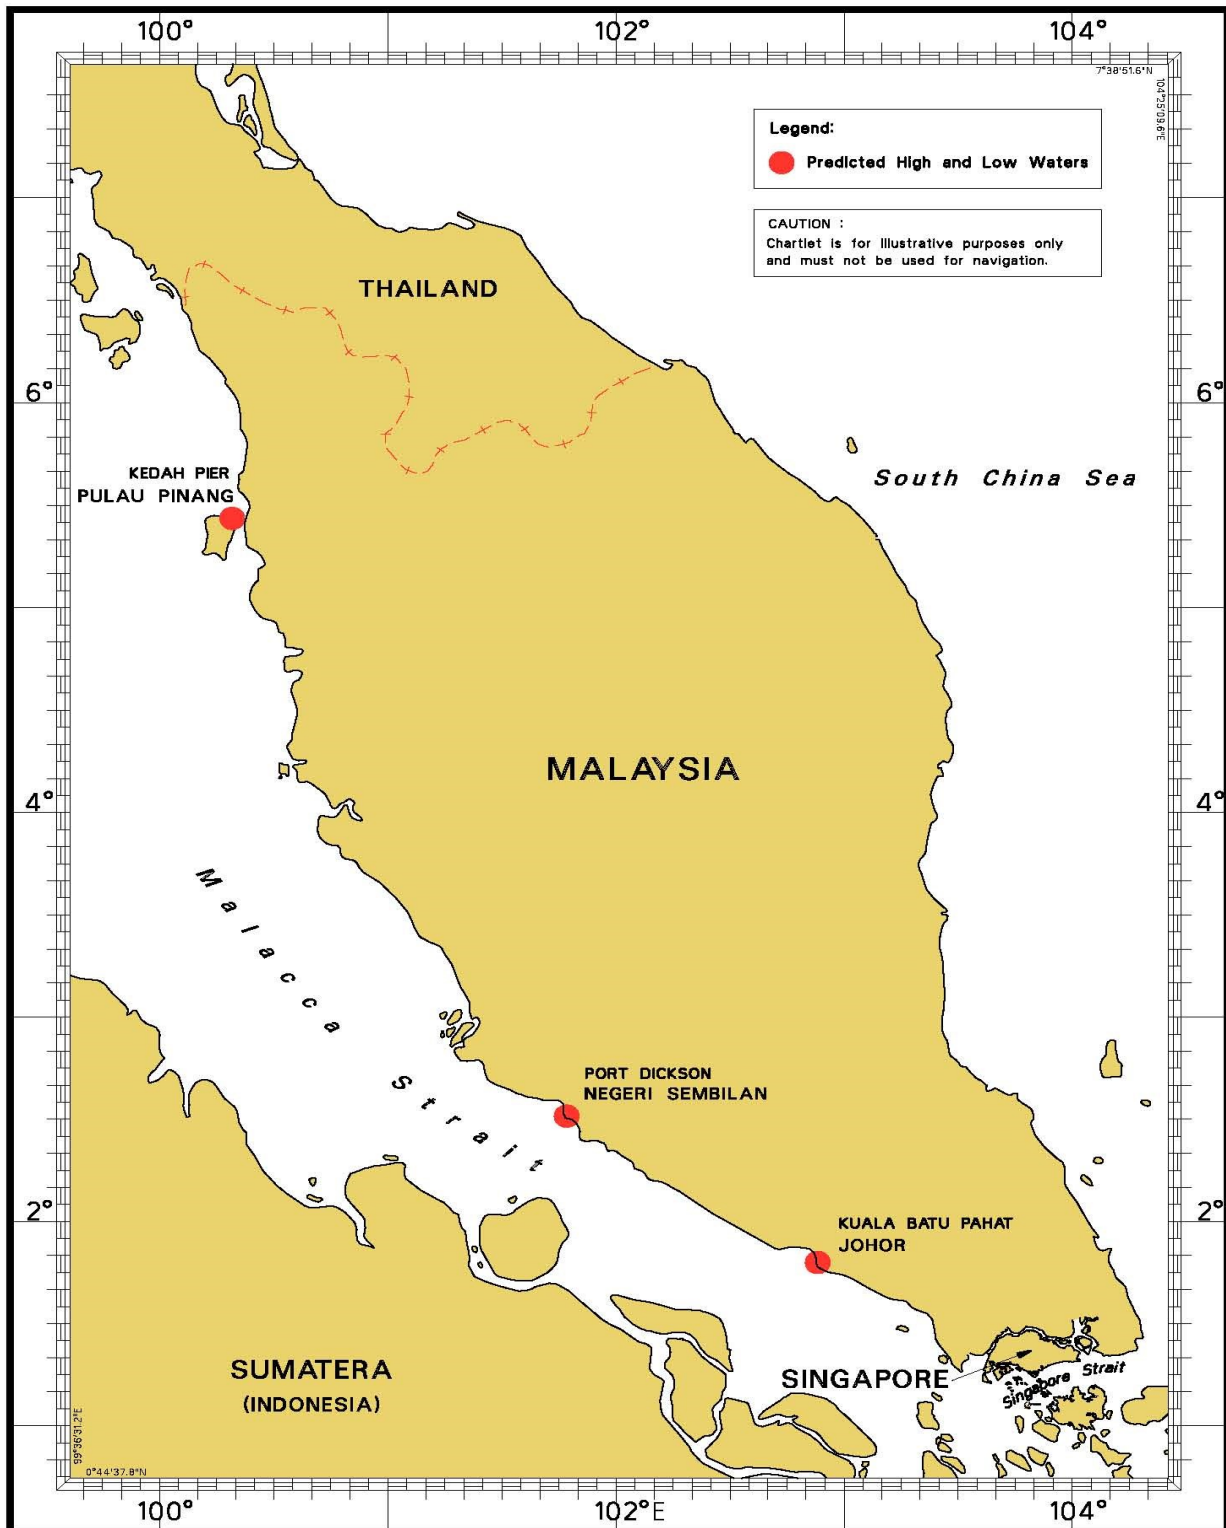 100°
102°
104°
7°38'51.6"N
104°25'09.6"E
Legend:
Predicted High and Low Waters
CAUTION :
Chartlet is for illustrative purposes only
and must not be used for navigation.
THAILAND
6°
6°
KEDAH PIER
PULAU PINANG
South China Sea
MALAYSIA
4°
4°
Malacca Strait
PORT DICKSON
NEGERI SEMBILAN
2°
2°
KUALA BATU PAHAT
JOHOR
SUMATERA
(INDONESIA)
SINGAPORE
Singapore Strait
99°36'31.2"E
0°44'37.8"N
100°
102°E
104°